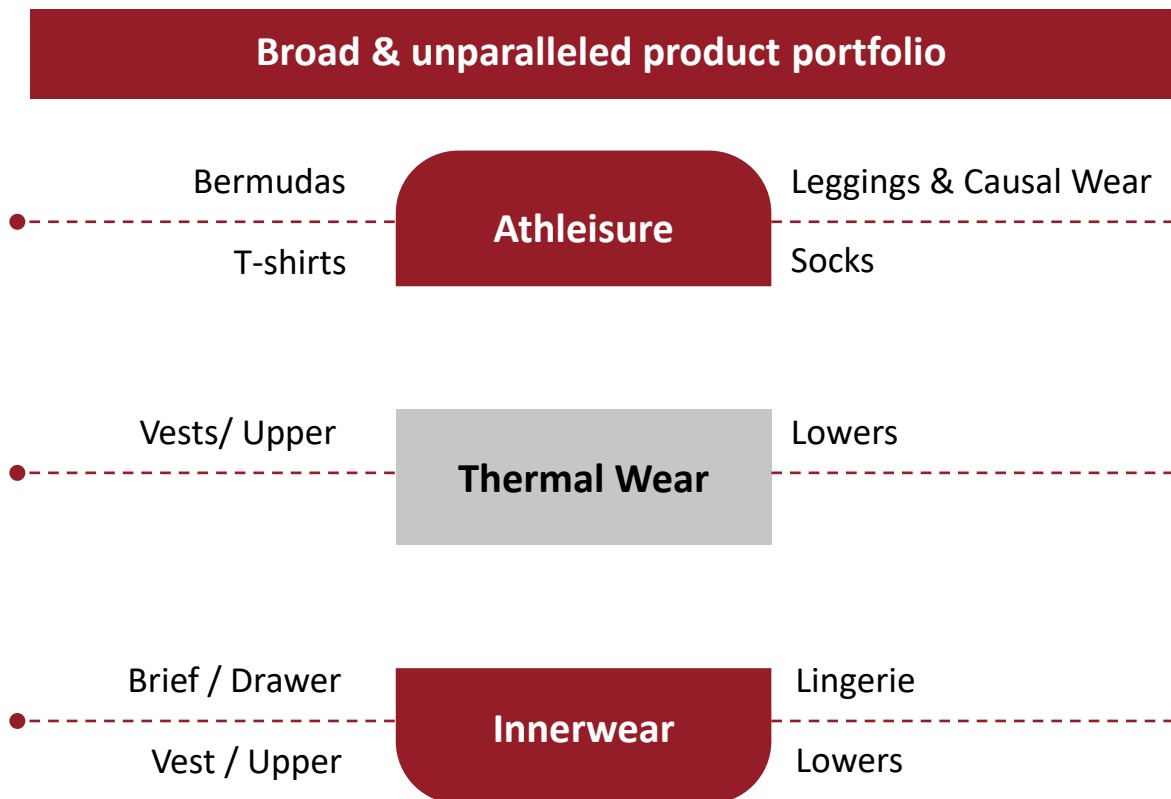 Broad & unparalleled product portfolio
Bermudas
Athleisure
Leggings & Causal Wear
T-shirts
Socks
Vests/ Upper
Thermal Wear
Lowers
Brief / Drawer
Innerwear
Lingerie
Vest / Upper
Lowers